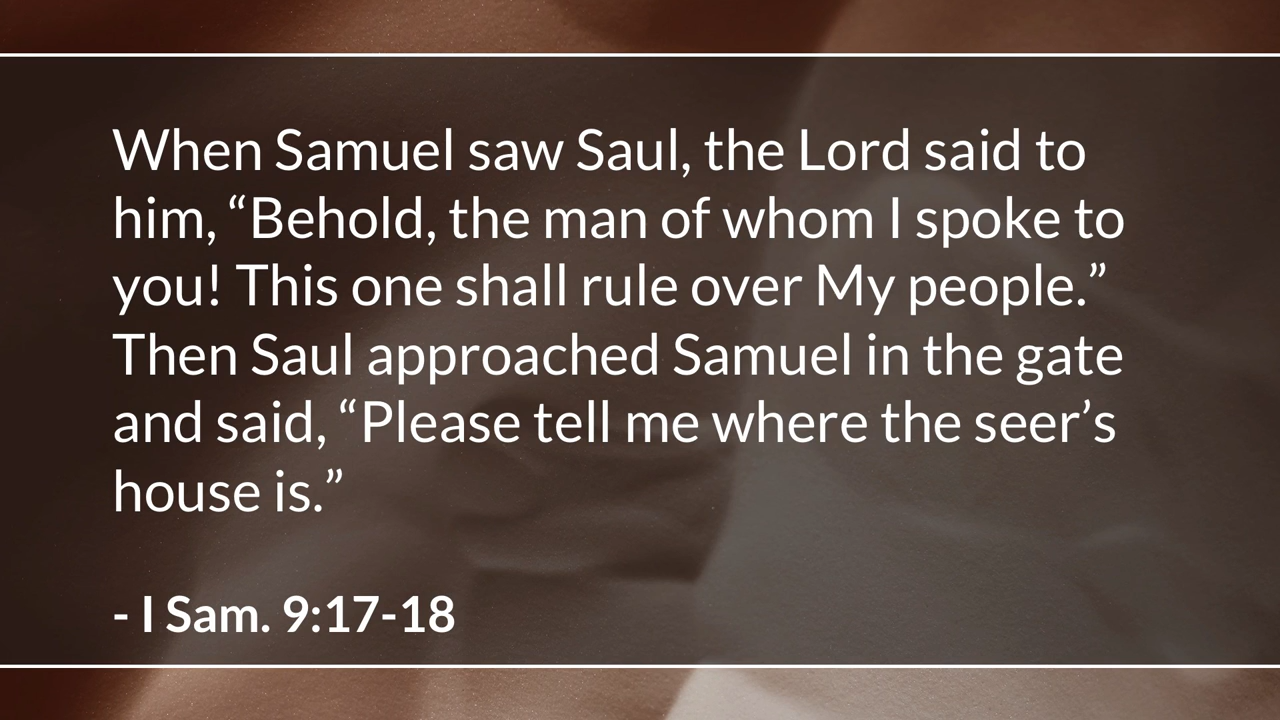 When Samuel saw Saul, the Lord said to
him, “Behold, the man of whom I spoke to
you! This one shall rule over My people.”
Then Saul approached Samuel in the gate
and said, “Please tell me where the seer’s
house is.”
- I Sam. 9:17-18